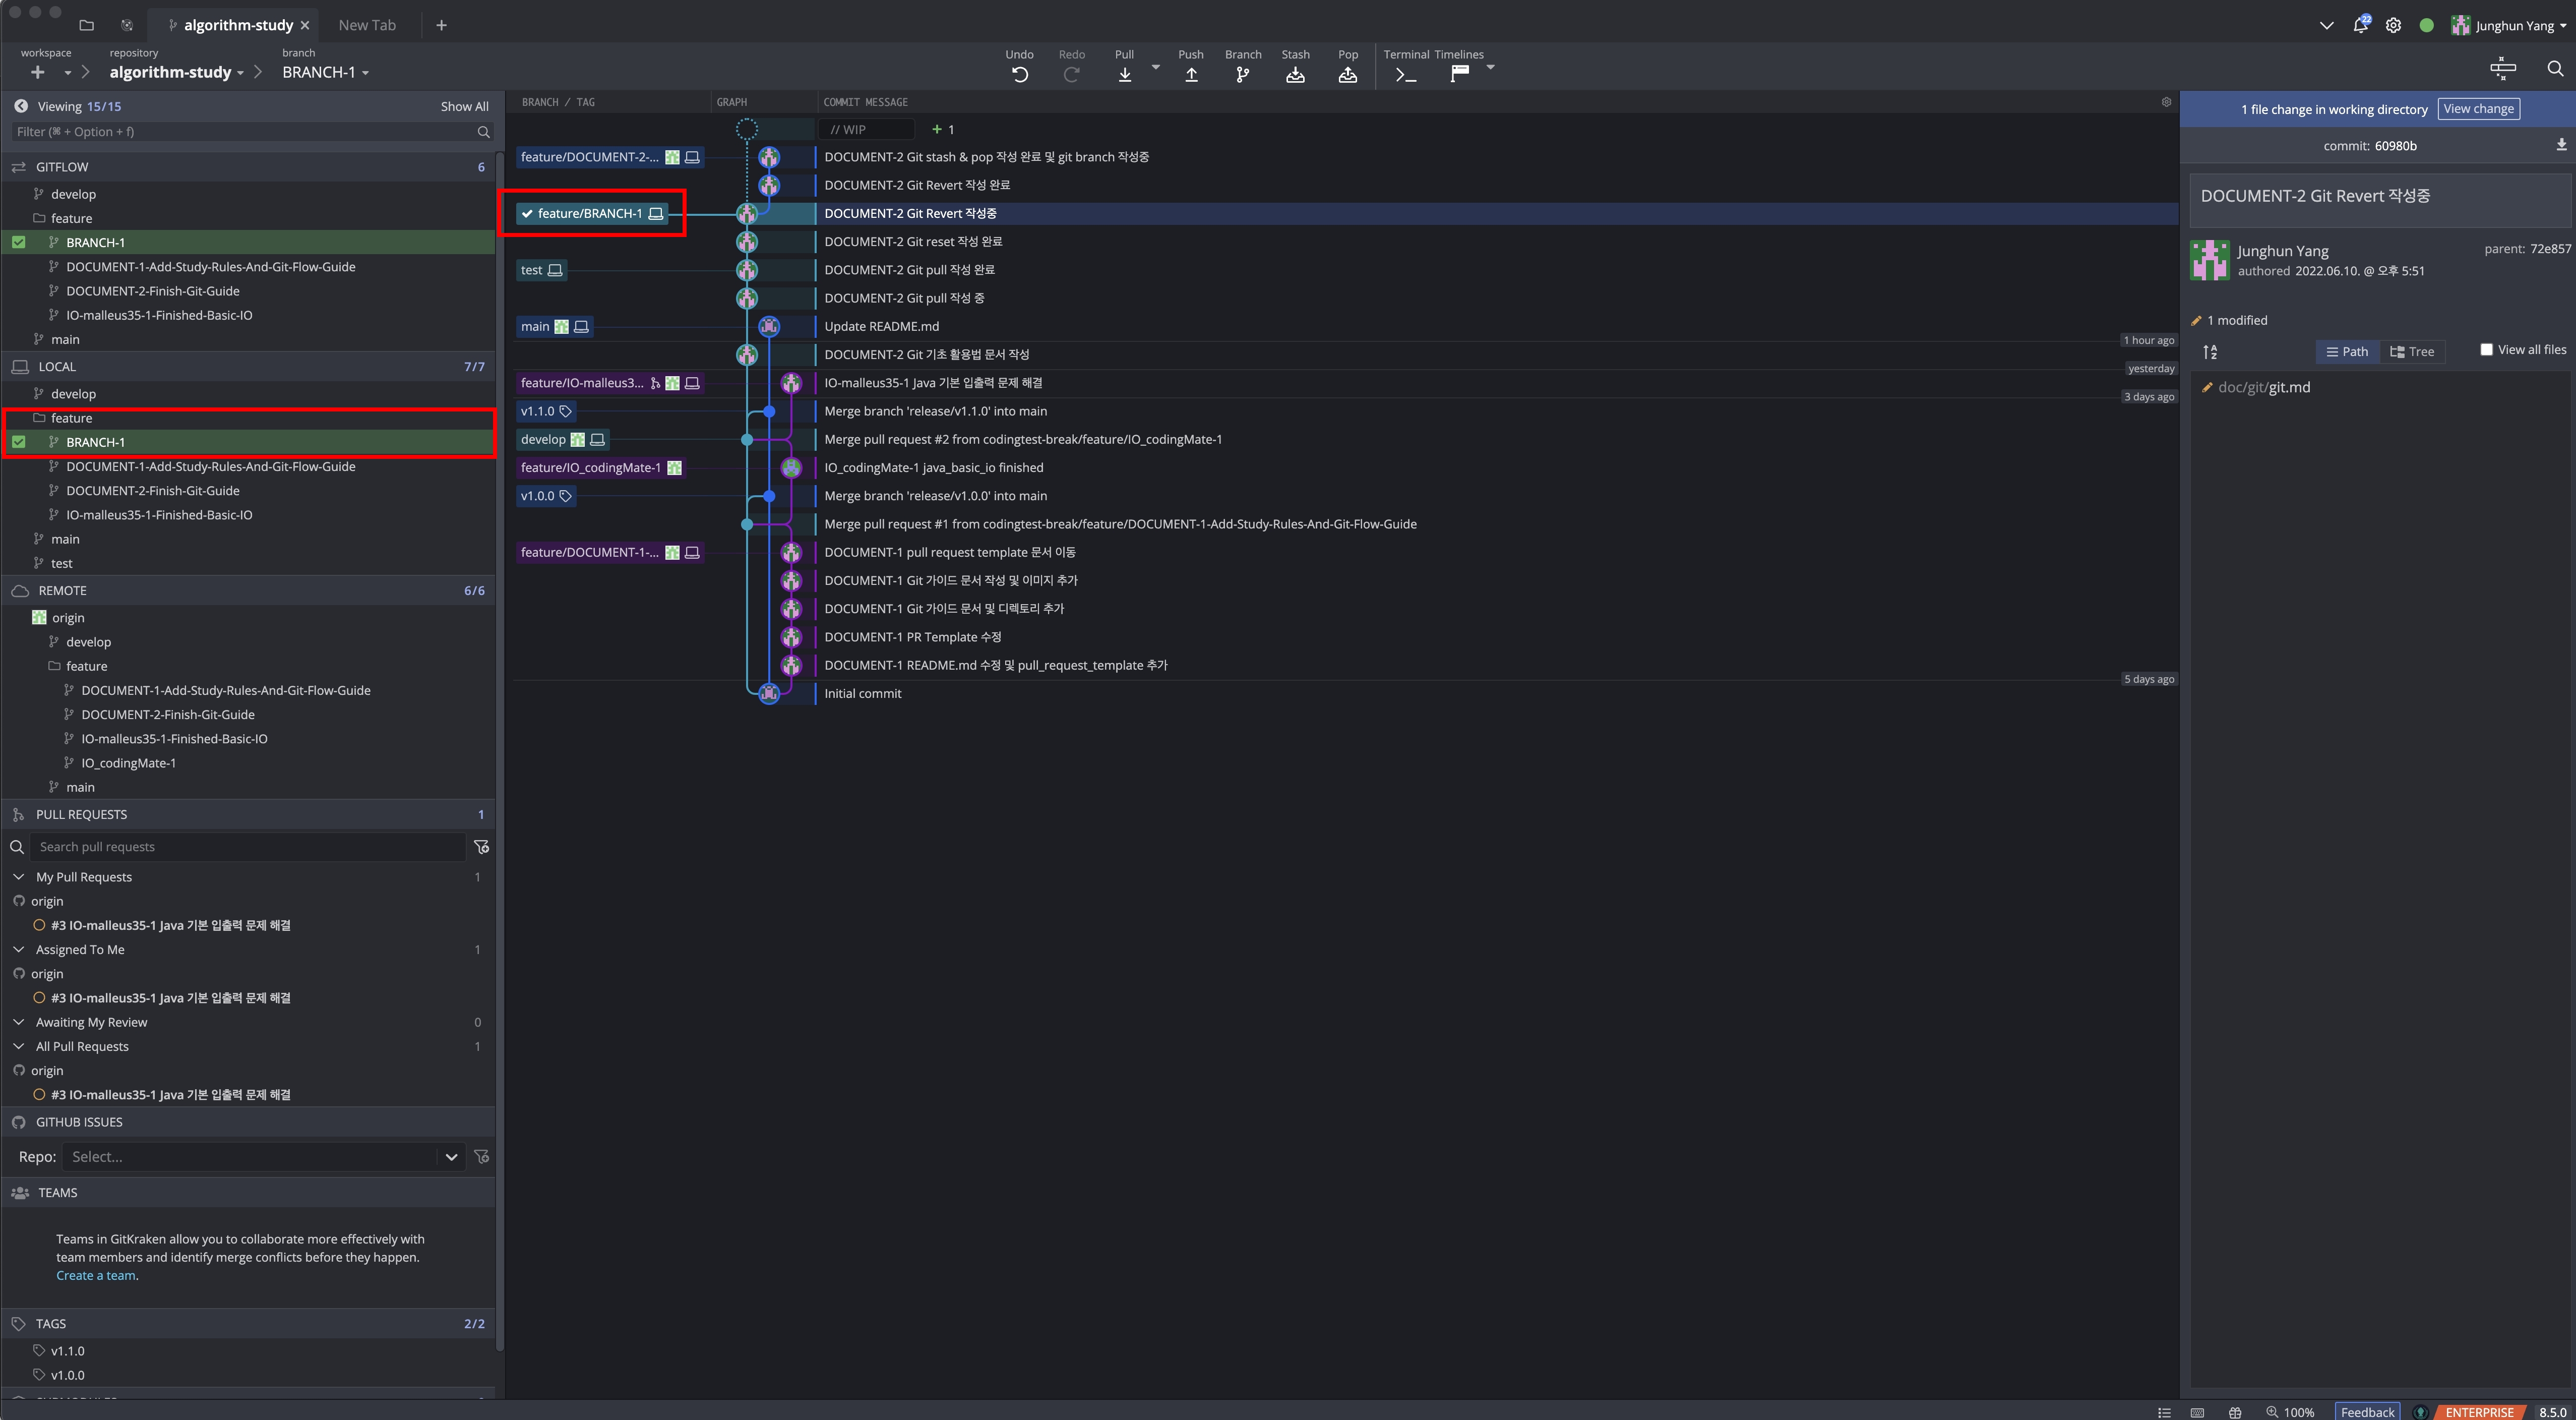 algorithm-study
New Tab
22
Junghun Yang
workspace
repository
algorithm-study
branch
BRANCH-1
Undo
Redo
Pull
Push
Branch
Stash
Pop
Terminal
Timelines
Viewing 15/15
Show All
Filter (⌘ + Option + f)
GITFLOW 6
develop
feature
BRANCH-1
DOCUMENT-1-Add-Study-Rules-And-Git-Flow-Guide
DOCUMENT-2-Finish-Git-Guide
IO-malleus35-1-Finished-Basic-IO
main
LOCAL 7/7
develop
feature
BRANCH-1
DOCUMENT-1-Add-Study-Rules-And-Git-Flow-Guide
DOCUMENT-2-Finish-Git-Guide
IO-malleus35-1-Finished-Basic-IO
main
test
REMOTE 6/6
origin
develop
feature
DOCUMENT-1-Add-Study-Rules-And-Git-Flow-Guide
DOCUMENT-2-Finish-Git-Guide
IO-malleus35-1-Finished-Basic-IO
IO_codingMate-1
main
PULL REQUESTS 1
Search pull requests
My Pull Requests 1
origin
#3 IO-malleus35-1 Java 기본 입출력 문제 해결
Assigned To Me 1
origin
#3 IO-malleus35-1 Java 기본 입출력 문제 해결
Awaiting My Review 0
All Pull Requests 1
origin
#3 IO-malleus35-1 Java 기본 입출력 문제 해결
GITHUB ISSUES
Repo: Select...
TEAMS
Teams in GitKraken allow you to collaborate more effectively with
team members and identify merge conflicts before they happen.
Create a team.
TAGS 2/2
v1.1.0
v1.0.0
BRANCH / TAG GRAPH COMMIT MESSAGE
// WIP + 1
feature/DOCUMENT-2-... DOCUMENT-2 Git stash & pop 작성 완료 및 git branch 작성중
DOCUMENT-2 Git Revert 작성 완료
feature/BRANCH-1 DOCUMENT-2 Git Revert 작성중
DOCUMENT-2 Git reset 작성 완료
test DOCUMENT-2 Git pull 작성 완료
DOCUMENT-2 Git pull 작성 중
main Update README.md
1 hour ago
DOCUMENT-2 Git 기초 활용법 문서 작성
yesterday
feature/IO-malleus3... IO-malleus35-1 Java 기본 입출력 문제 해결
3 days ago
v1.1.0 Merge branch 'release/v1.1.0' into main
develop Merge pull request #2 from codingtest-break/feature/IO_codingMate-1
feature/IO_codingMate-1 IO_codingMate-1 java_basic_io finished
v1.0.0 Merge branch 'release/v1.0.0' into main
Merge pull request #1 from codingtest-break/feature/DOCUMENT-1-Add-Study-Rules-And-Git-Flow-Guide
feature/DOCUMENT-1-... DOCUMENT-1 pull request template 문서 이동
DOCUMENT-1 Git 가이드 문서 작성 및 이미지 추가
DOCUMENT-1 Git 가이드 문서 및 디렉토리 추가
DOCUMENT-1 PR Template 수정
DOCUMENT-1 README.md 수정 및 pull_request_template 추가
5 days ago
Initial commit
1 file change in working directory View change
commit: 60980b
DOCUMENT-2 Git Revert 작성중
Junghun Yang
parent: 72e857
authored 2022.06.10. @ 오후 5:51
1 modified
Path
Tree
View all files
doc/git/git.md
100%
Feedback
ENTERPRISE
8.5.0